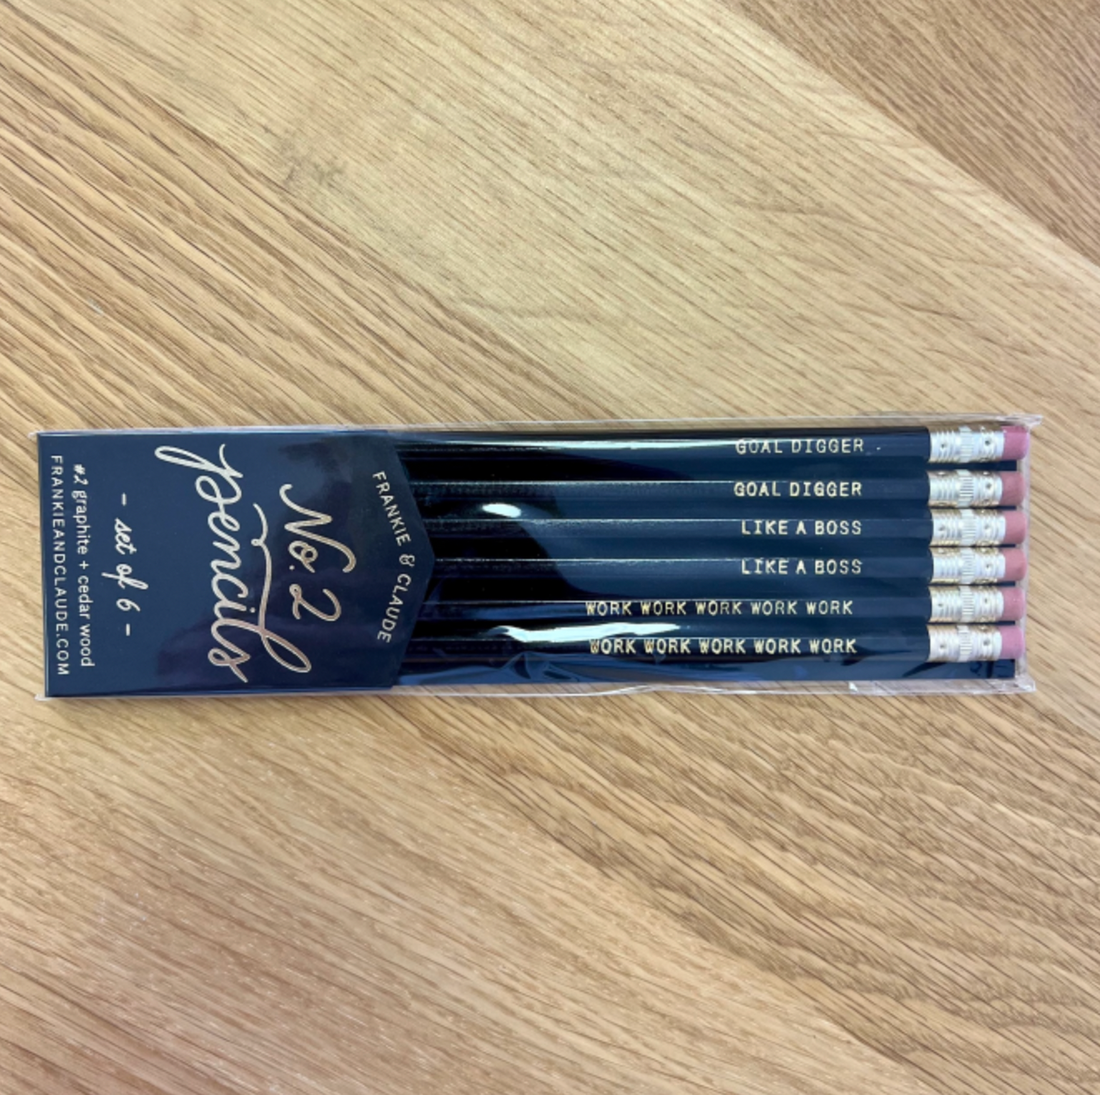 FRANKIE & CLAUDE
No. 2
pencils
- set of 6 -
#2 graphite + cedar wood
FRANKIEANDCLAUDE.COM
GOAL DIGGER
GOAL DIGGER
LIKE A BOSS
LIKE A BOSS
WORK WORK WORK WORK WORK
WORK WORK WORK WORK WORK